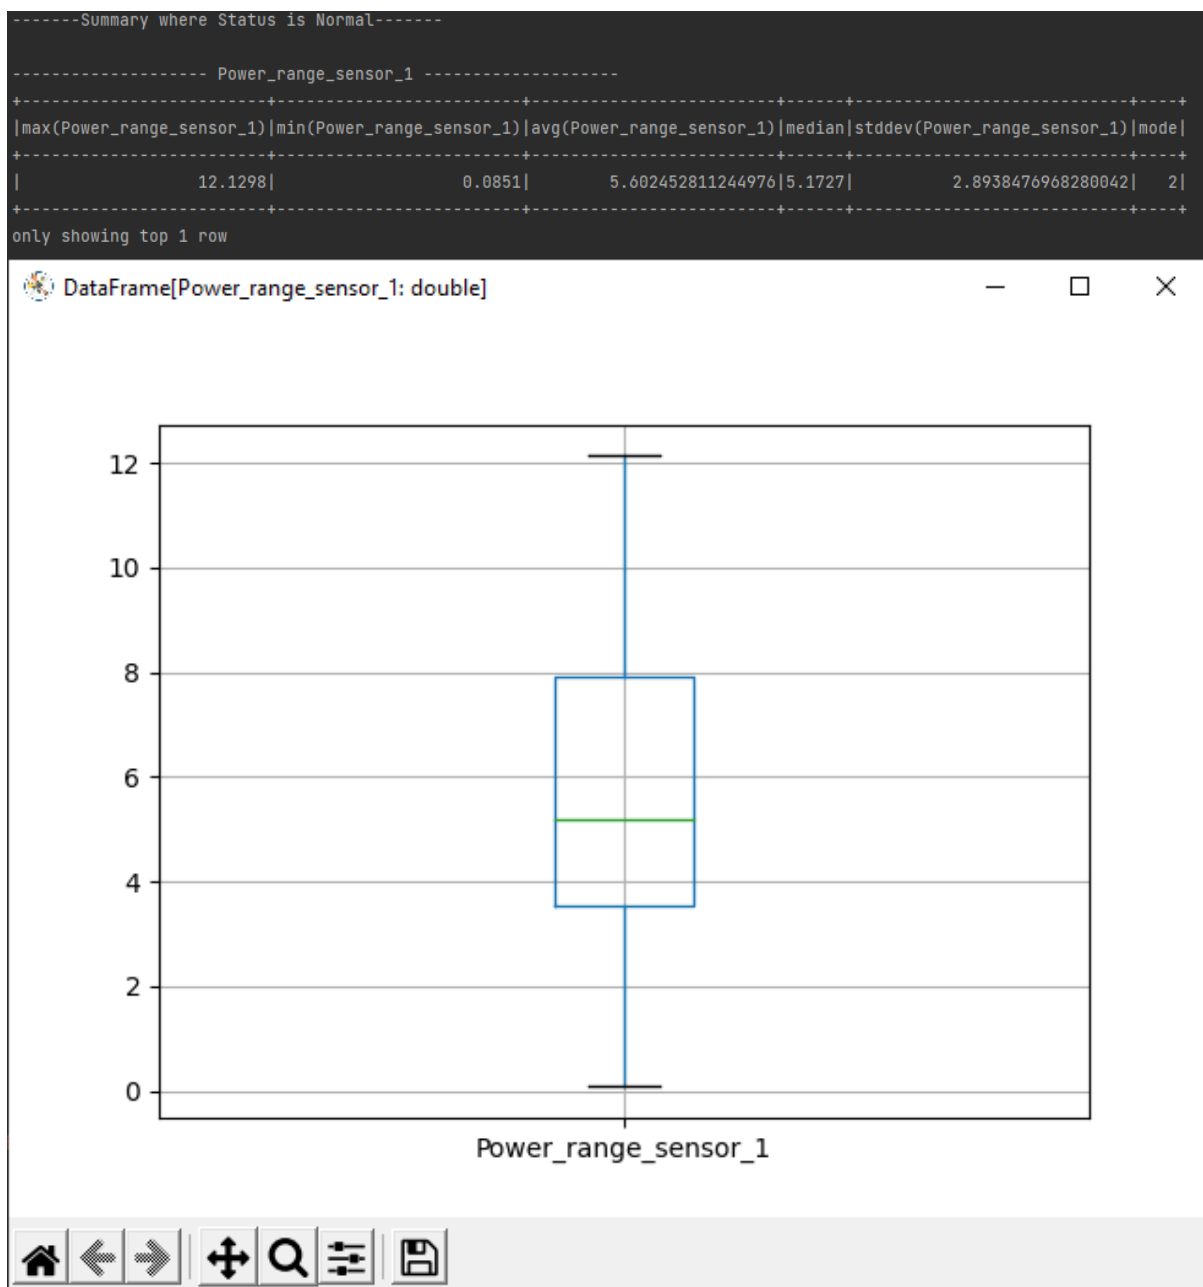 -------Summary where Status is Normal-------
-------------------- Power_range_sensor_1 --------------------
+-------------------------+-------------------------+-------------------------+------+----------------------------+----+
|max(Power_range_sensor_1)|min(Power_range_sensor_1)|avg(Power_range_sensor_1)|median|stddev(Power_range_sensor_1)|mode|
+-------------------------+-------------------------+-------------------------+------+----------------------------+----+
|                  12.1298|                   0.0851|        5.602452811244976|5.1727|          2.8938476968280042|   2|
+-------------------------+-------------------------+-------------------------+------+----------------------------+----+
only showing top 1 row
DataFrame[Power_range_sensor_1: double]
12
10
8
6
4
2
0
Power_range_sensor_1